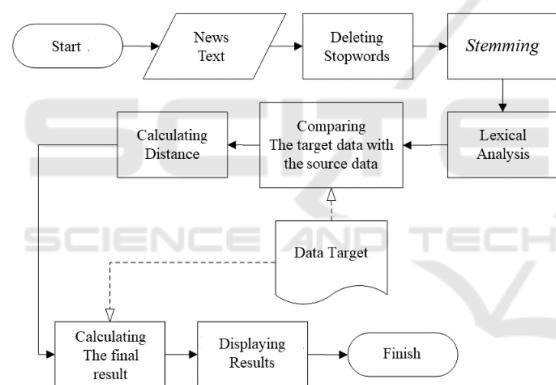 Start
News
Text
Deleting
Stopwords
Stemming
Lexical
Analysis
Comparing
The target data with
the source data
Calculating
Distance
Data Target
Calculating
The final
result
Displaying
Results
Finish
SCITE
SCIENCE AND TECH